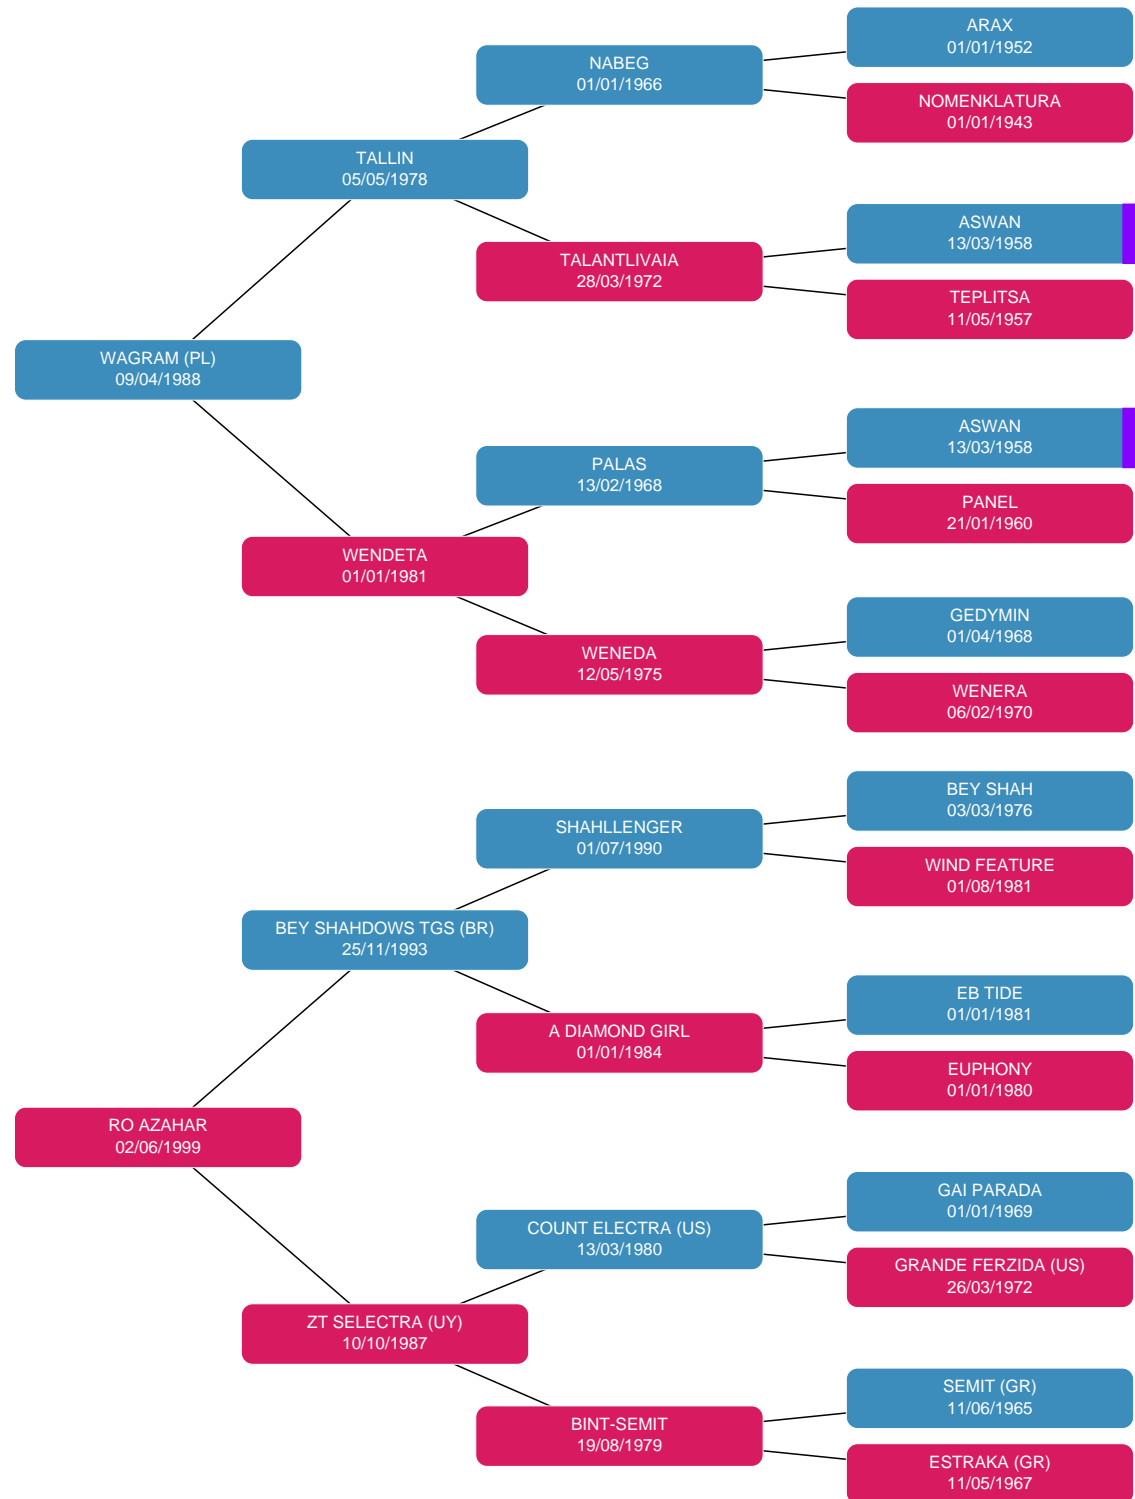 ARAX
01/01/1952
NABEG
01/01/1966
NOMENKLATURA
01/01/1943
TALLIN
05/05/1978
ASWAN
13/03/1958
TALANTLIVAIA
28/03/1972
TEPLITSA
11/05/1957
WAGRAM (PL)
09/04/1988
ASWAN
13/03/1958
PALAS
13/02/1968
PANEL
21/01/1960
WENDETA
01/01/1981
GEDYMIN
01/04/1968
WENEDA
12/05/1975
WENERA
06/02/1970
BEY SHAH
03/03/1976
SHAHLLENGER
01/07/1990
WIND FEATURE
01/08/1981
BEY SHAHDOWS TGS (BR)
25/11/1993
EB TIDE
01/01/1981
A DIAMOND GIRL
01/01/1984
EUPHONY
01/01/1980
RO AZAHAR
02/06/1999
GAI PARADA
01/01/1969
COUNT ELECTRA (US)
13/03/1980
GRANDE FERZIDA (US)
26/03/1972
ZT SELECTRA (UY)
10/10/1987
SEMIT (GR)
11/06/1965
BINT-SEMIT
19/08/1979
ESTRAKA (GR)
11/05/1967